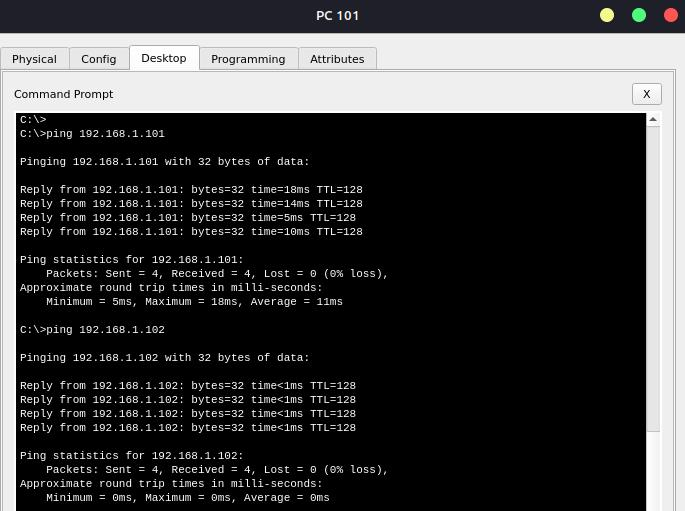 PC 101
Physical Config Desktop Programming Attributes
Command Prompt X
C:\>
C:\>ping 192.168.1.101
Pinging 192.168.1.101 with 32 bytes of data:
Reply from 192.168.1.101: bytes=32 time=18ms TTL=128
Reply from 192.168.1.101: bytes=32 time=14ms TTL=128
Reply from 192.168.1.101: bytes=32 time=5ms TTL=128
Reply from 192.168.1.101: bytes=32 time=10ms TTL=128
Ping statistics for 192.168.1.101:
    Packets: Sent = 4, Received = 4, Lost = 0 (0% loss),
Approximate round trip times in milli-seconds:
    Minimum = 5ms, Maximum = 18ms, Average = 11ms
C:\>ping 192.168.1.102
Pinging 192.168.1.102 with 32 bytes of data:
Reply from 192.168.1.102: bytes=32 time<1ms TTL=128
Reply from 192.168.1.102: bytes=32 time<1ms TTL=128
Reply from 192.168.1.102: bytes=32 time<1ms TTL=128
Reply from 192.168.1.102: bytes=32 time<1ms TTL=128
Ping statistics for 192.168.1.102:
    Packets: Sent = 4, Received = 4, Lost = 0 (0% loss),
Approximate round trip times in milli-seconds:
    Minimum = 0ms, Maximum = 0ms, Average = 0ms